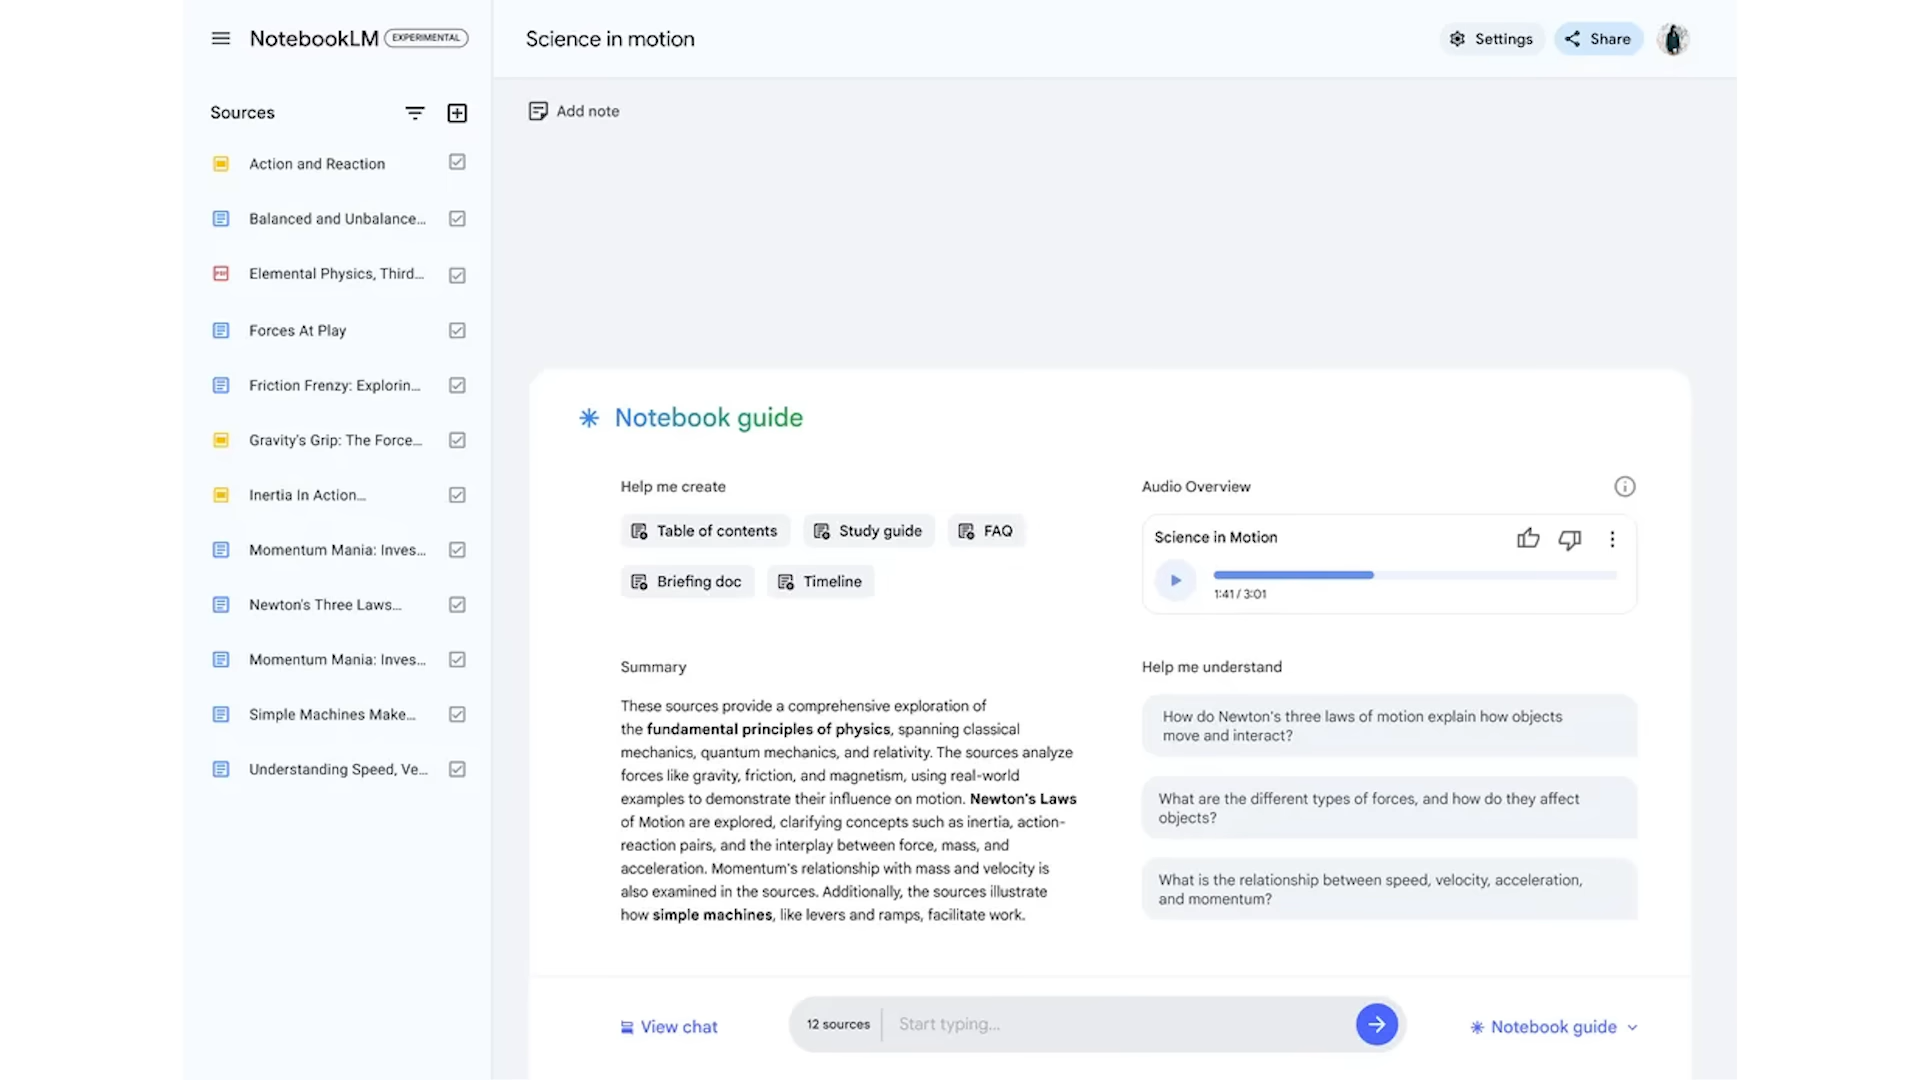 NotebookLM EXPERIMENTAL
Science in motion
Settings
Share
Sources
Add note
Action and Reaction
Balanced and Unbalance...
PDF
Elemental Physics, Third...
Forces At Play
Friction Frenzy: Explorin...
Gravity's Grip: The Force...
Inertia In Action...
Momentum Mania: Inves...
Newton's Three Laws...
Momentum Mania: Inves...
Simple Machines Make...
Understanding Speed, Ve...
Notebook guide
Help me create
Table of contents
Study guide
FAQ
Briefing doc
Timeline
Audio Overview
Science in Motion
1:41 / 3:01
Summary
These sources provide a comprehensive exploration of
the fundamental principles of physics, spanning classical
mechanics, quantum mechanics, and relativity. The sources analyze
forces like gravity, friction, and magnetism, using real-world
examples to demonstrate their influence on motion. Newton's Laws
of Motion are explored, clarifying concepts such as inertia, action-
reaction pairs, and the interplay between force, mass, and
acceleration. Momentum's relationship with mass and velocity is
also examined in the sources. Additionally, the sources illustrate
how simple machines, like levers and ramps, facilitate work.
Help me understand
How do Newton's three laws of motion explain how objects
move and interact?
What are the different types of forces, and how do they affect
objects?
What is the relationship between speed, velocity, acceleration,
and momentum?
View chat
12 sources
Start typing...
Notebook guide